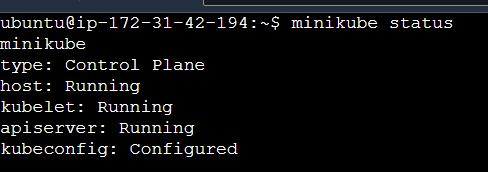 ubuntu@ip-172-31-42-194:~$ minikube status
minikube
type: Control Plane
host: Running
kubelet: Running
apiserver: Running
kubeconfig: Configured